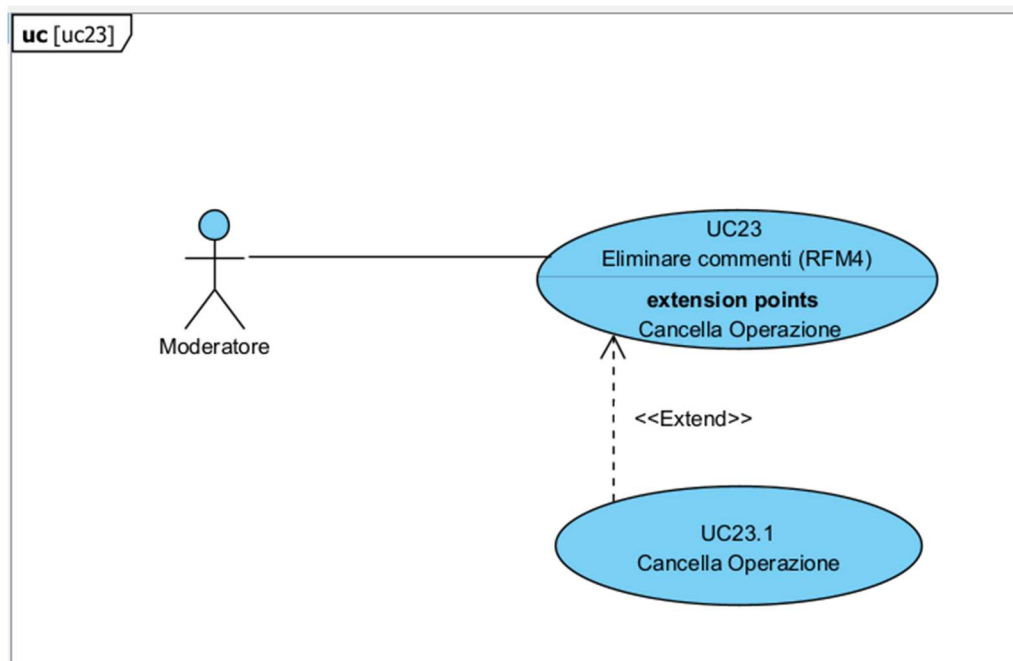 uc [uc23]
UC23
Eliminare commenti (RFM4)
extension points
Cancella Operazione
Moderatore
<<Extend>>
UC23.1
Cancella Operazione